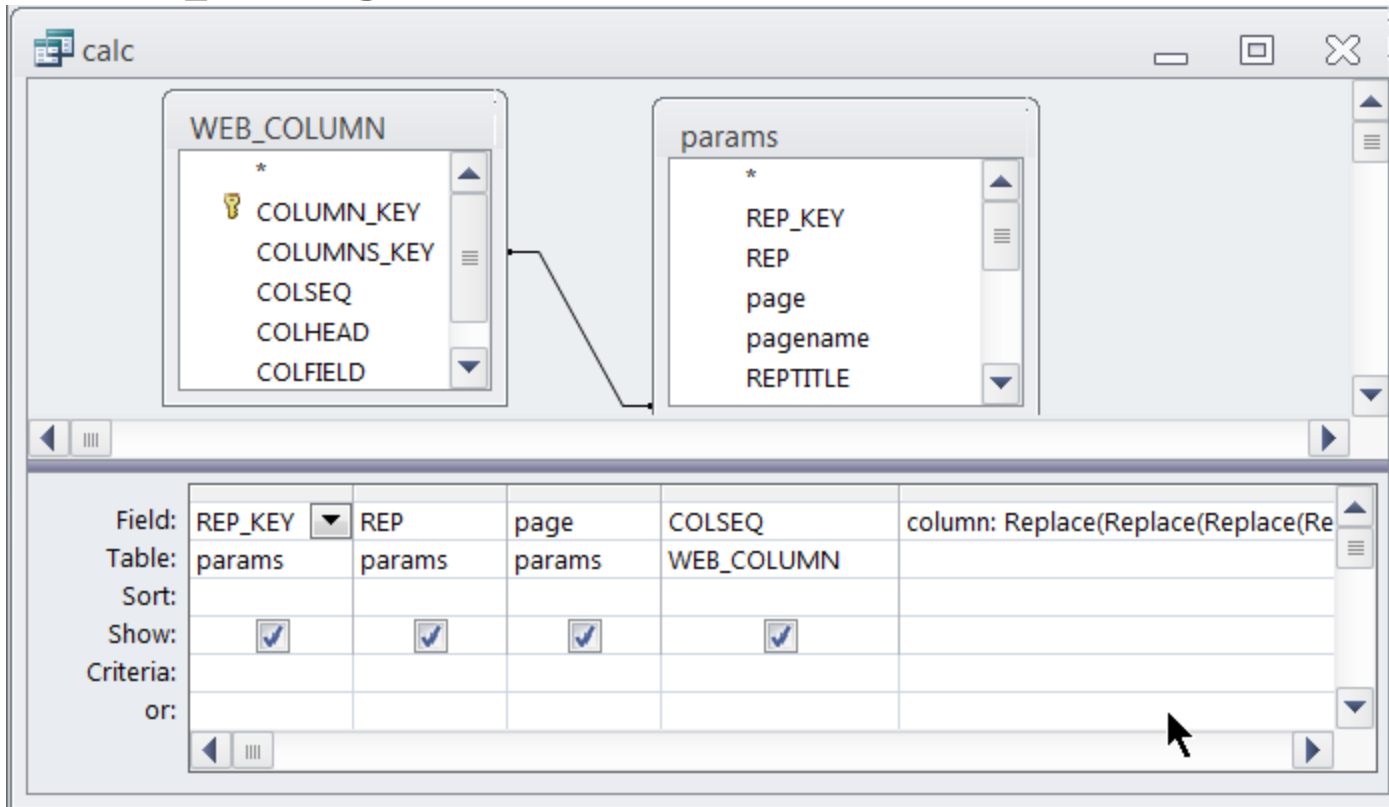 calc
WEB_COLUMN
*
COLUMN_KEY
COLUMNS_KEY
COLSEQ
COLHEAD
COLFIELD
params
*
REP_KEY
REP
page
pagename
REPTITLE
Field: REP_KEY REP page COLSEQ column: Replace(Replace(Replace(Re
Table: params params params WEB_COLUMN
Sort:
Show:
Criteria:
or: